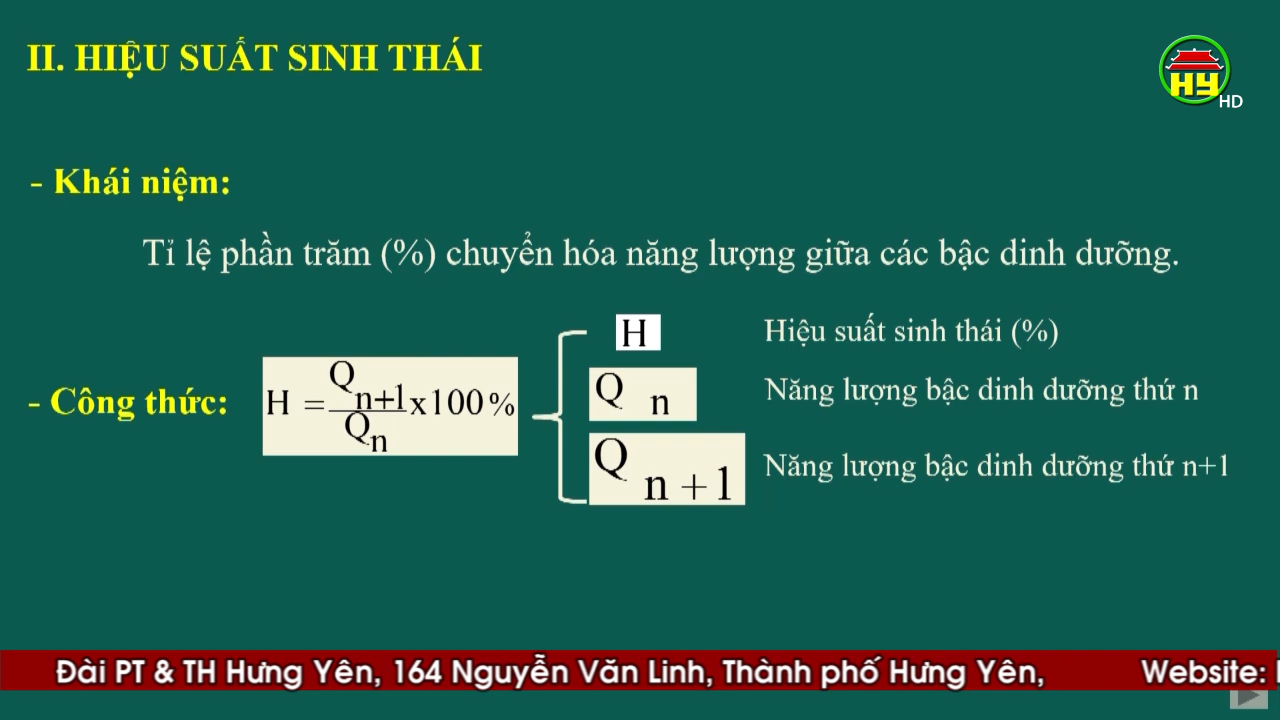 II. HIỆU SUẤT SINH THÁI
HY
HD
- Khái niệm:
Tỉ lệ phần trăm (%) chuyển hóa năng lượng giữa các bậc dinh dưỡng.
- Công thức:
H = Qn+1/Qn x100%
H Hiệu suất sinh thái (%)
Q n Năng lượng bậc dinh dưỡng thứ n
Q n+1 Năng lượng bậc dinh dưỡng thứ n+1
Đài PT & TH Hưng Yên, 164 Nguyễn Văn Linh, Thành phố Hưng Yên, Website: